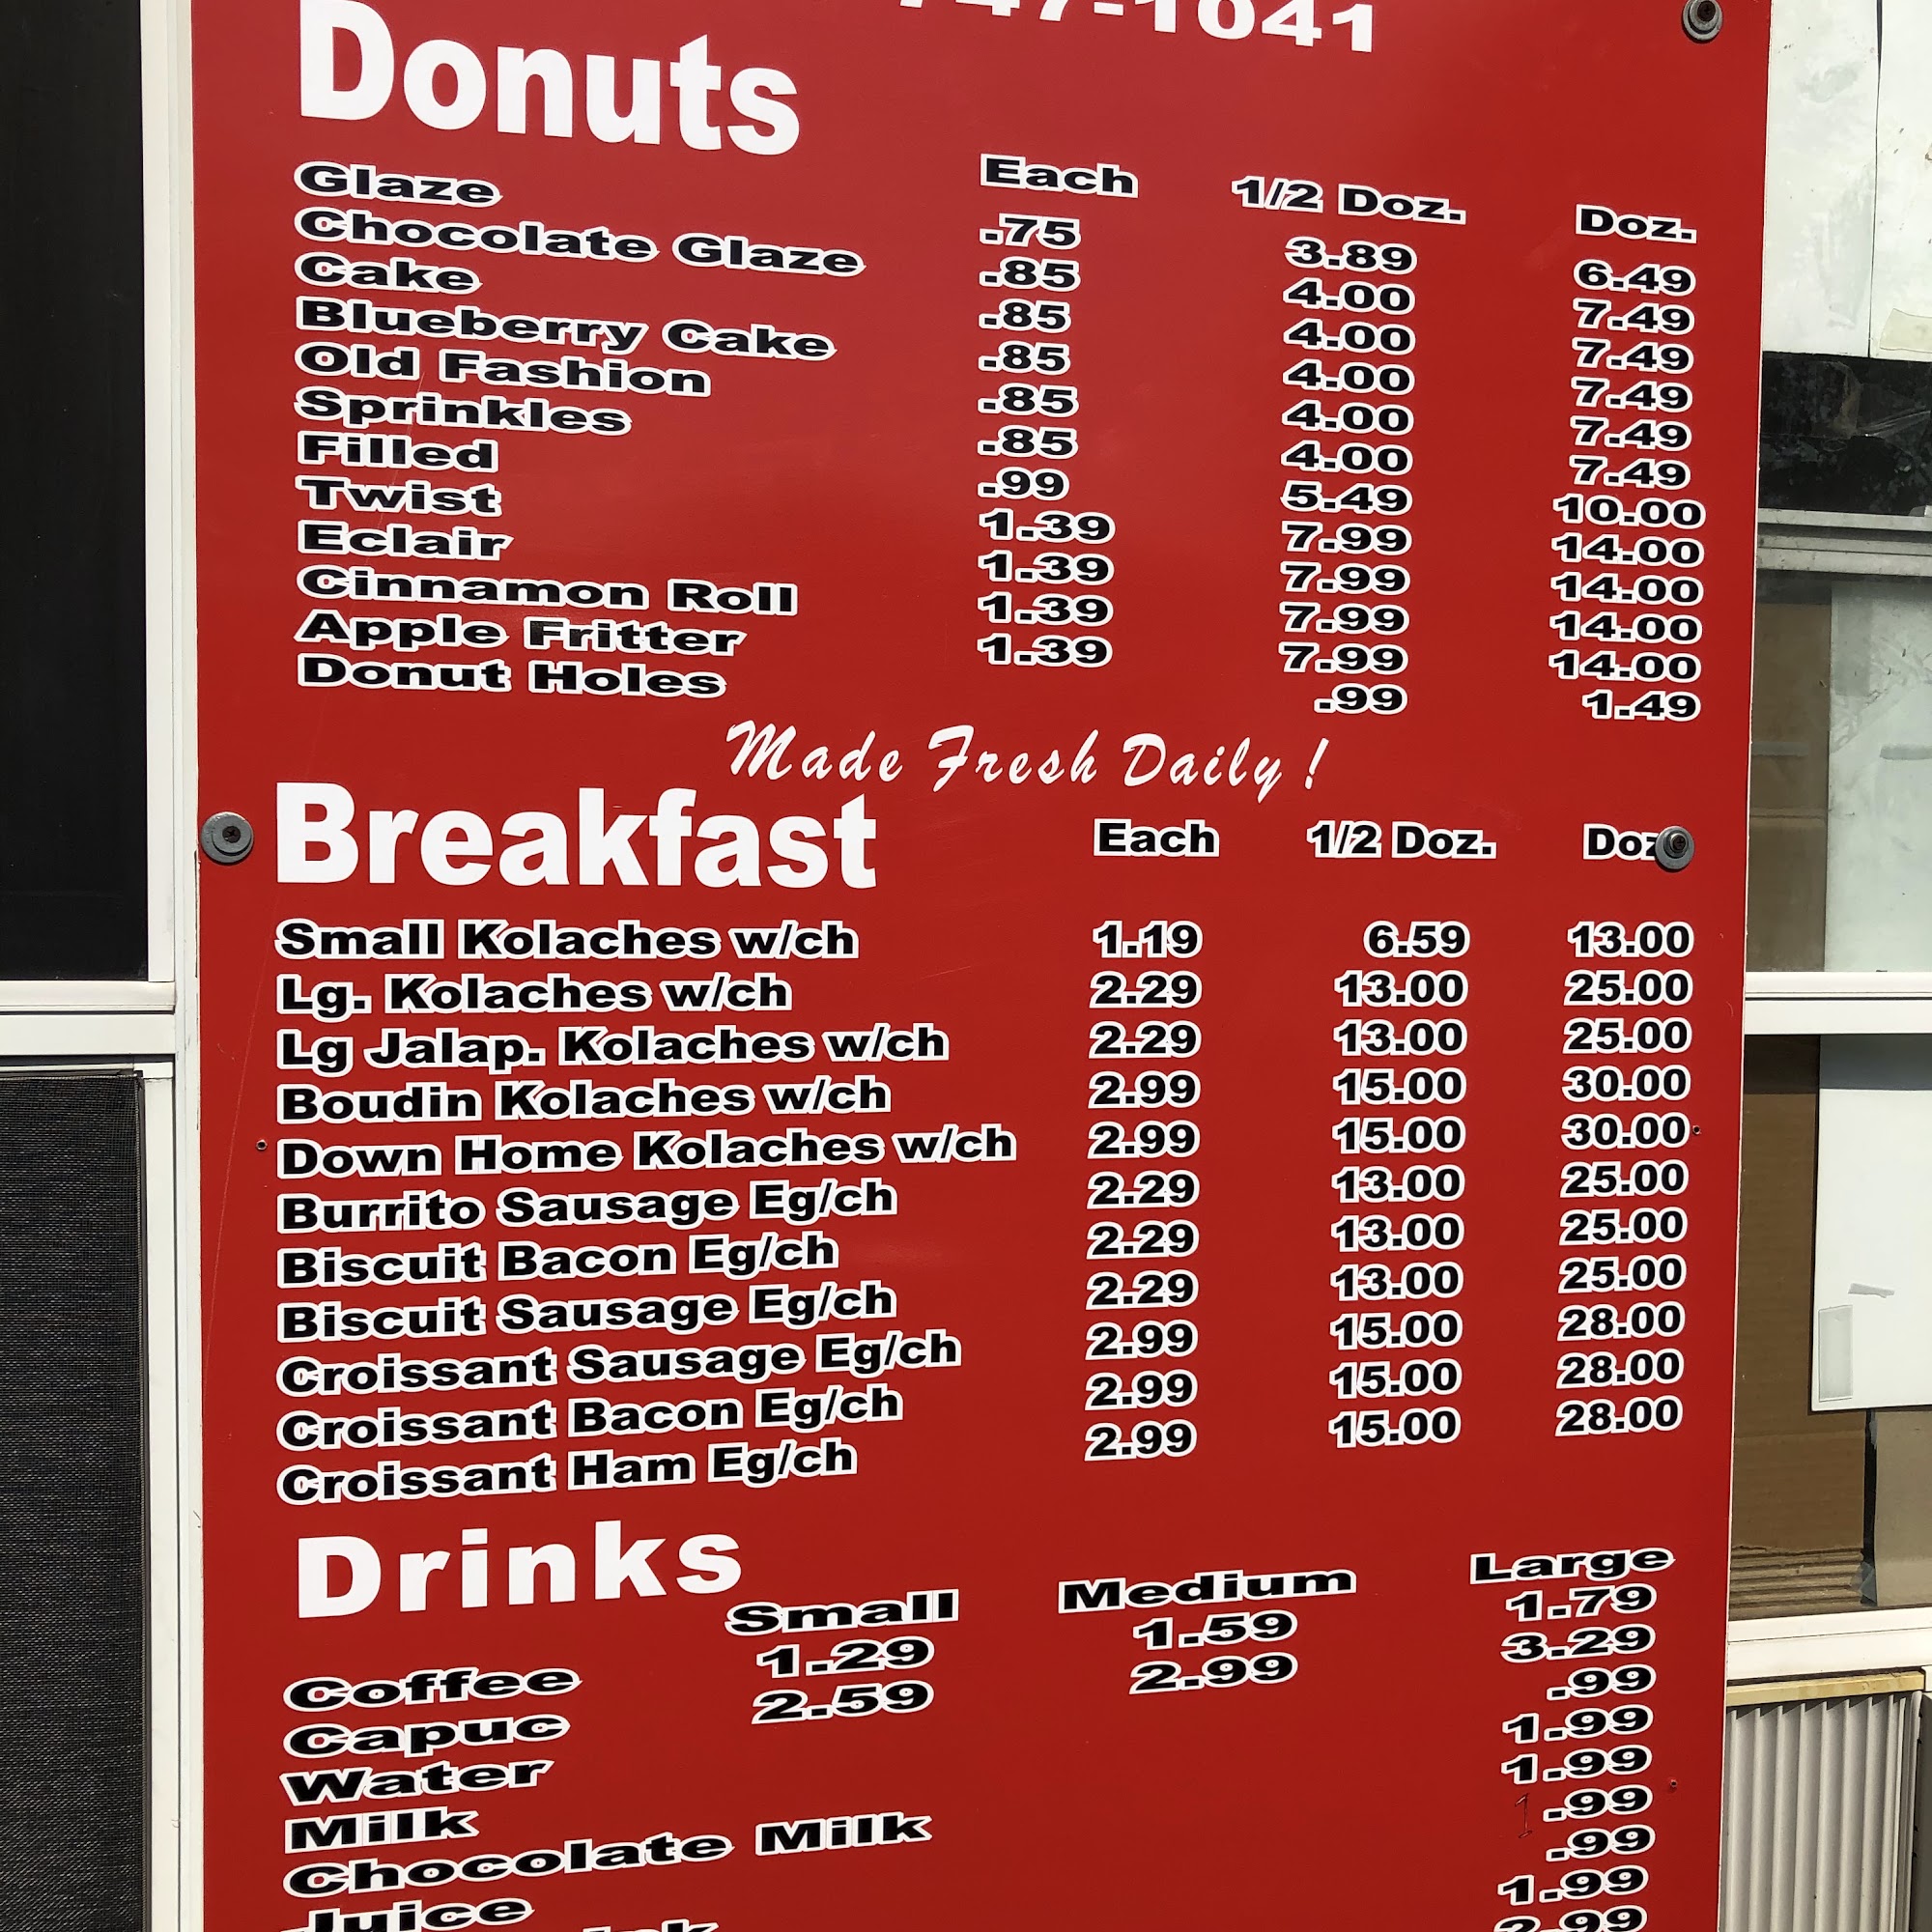 747-1041
Donuts
Each 1/2 Doz. Doz.
Glaze .75 3.89 6.49
Chocolate Glaze .85 4.00 7.49
Cake .85 4.00 7.49
Blueberry Cake .85 4.00 7.49
Old Fashion .85 4.00 7.49
Sprinkles .85 4.00 7.49
Filled .99 5.49 10.00
Twist 1.39 7.99 14.00
Eclair 1.39 7.99 14.00
Cinnamon Roll 1.39 7.99 14.00
Apple Fritter 1.39 7.99 14.00
Donut Holes .99 1.49
Made Fresh Daily!
Breakfast Each 1/2 Doz. Doz
Small Kolaches w/ch 1.19 6.59 13.00
Lg. Kolaches w/ch 2.29 13.00 25.00
Lg Jalap. Kolaches w/ch 2.29 13.00 25.00
Boudin Kolaches w/ch 2.99 15.00 30.00
Down Home Kolaches w/ch 2.99 15.00 30.00
Burrito Sausage Eg/ch 2.29 13.00 25.00
Biscuit Bacon Eg/ch 2.29 13.00 25.00
Biscuit Sausage Eg/ch 2.29 13.00 25.00
Croissant Sausage Eg/ch 2.99 15.00 28.00
Croissant Bacon Eg/ch 2.99 15.00 28.00
Croissant Ham Eg/ch 2.99 15.00 28.00
Drinks
Small Medium Large
Coffee 1.29 1.59 1.79
Capuc 2.59 2.99 3.29
Water .99
Milk 1.99
Chocolate Milk 1.99
Juice 1 .99
.99
1.99
2.99